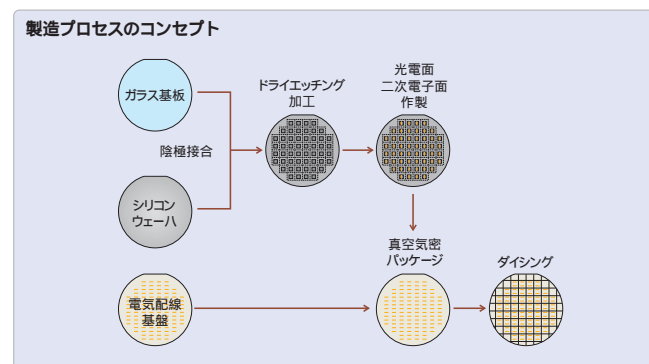 製造プロセスのコンセプト
ガラス基板
ドライエッチング
加工
光電面
二次電子面
作製
陰極接合
シリコン
ウェーハ
真空気密
パッケージ
ダイシング
電気配線
基盤